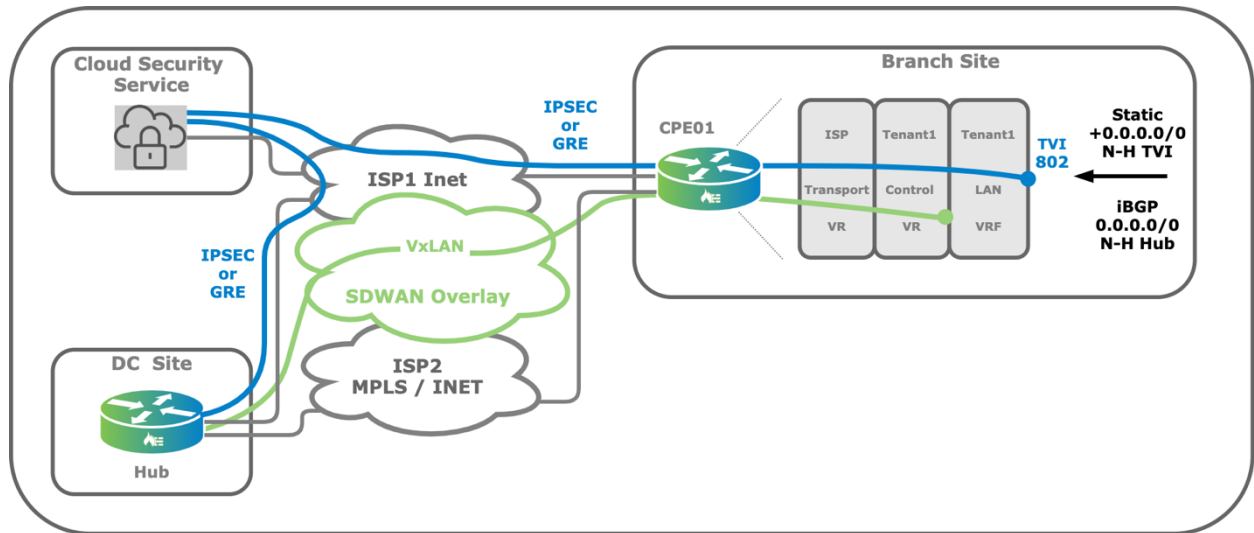 Cloud Security
Service
IPSEC
or
GRE
ISP1 Inet
VxLAN
SDWAN Overlay
ISP2
MPLS / INET
IPSEC
or
GRE
DC Site
Hub
Branch Site
CPE01
ISP
Transport
VR
Tenant1
Control
VR
Tenant1
LAN
VRF
TVI
802
Static
+0.0.0.0/0
N-H TVI
iBGP
0.0.0.0/0
N-H Hub